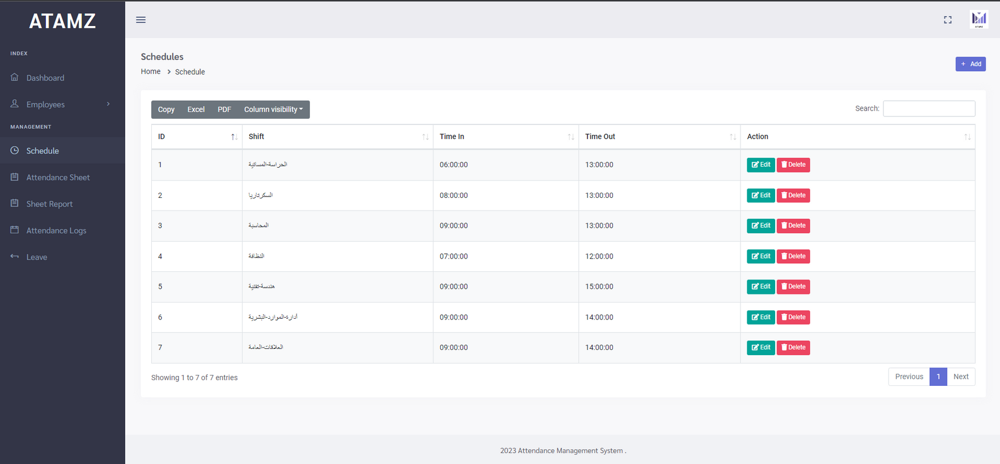 ATAMZ
INDEX
Dashboard
Employees
MANAGEMENT
Schedule
Attendance Sheet
Sheet Report
Attendance Logs
Leave
ATAMZ
Schedules
Home > Schedule
+ Add
Copy Excel PDF Column visibility
Search:
ID Shift Time In Time Out Action
1 الحراسة-المسائية 06:00:00 13:00:00 Edit Delete
2 السكرتاريا 08:00:00 13:00:00 Edit Delete
3 المحاسبة 09:00:00 13:00:00 Edit Delete
4 النظافة 07:00:00 12:00:00 Edit Delete
5 هندسة-تقنية 09:00:00 15:00:00 Edit Delete
6 أدارة-الموارد-البشرية 09:00:00 14:00:00 Edit Delete
7 العلاقات-العامة 09:00:00 14:00:00 Edit Delete
Showing 1 to 7 of 7 entries
Previous 1 Next
2023 Attendance Management System .